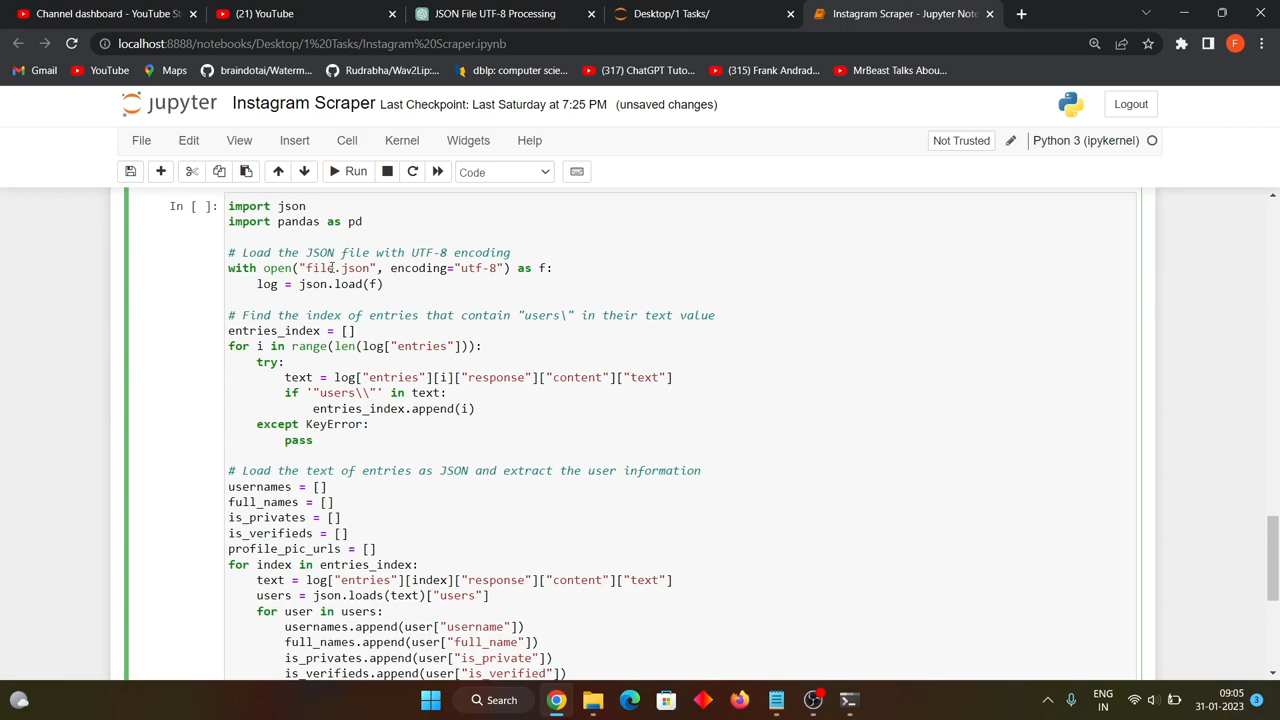 Channel dashboard - YouTube St
(21) YouTube
JSON File UTF-8 Processing
Desktop/1 Tasks/
Instagram Scraper - Jupyter Note
localhost:8888/notebooks/Desktop/1%20Tasks/Instagram%20Scraper.ipynb
Gmail
YouTube
Maps
braindotai/Waterm...
Rudrabha/Wav2Lip:...
dblp: computer scie...
(317) ChatGPT Tuto...
(315) Frank Andrad...
MrBeast Talks Abou...
jupyter Instagram Scraper Last Checkpoint: Last Saturday at 7:25 PM (unsaved changes)
Logout
File Edit View Insert Cell Kernel Widgets Help
Not Trusted
Python 3 (ipykernel)
Run
Code
In [ ]:
import json
import pandas as pd
# Load the JSON file with UTF-8 encoding
with open("file.json", encoding="utf-8") as f:
log = json.load(f)
# Find the index of entries that contain "users\" in their text value
entries_index = []
for i in range(len(log["entries"])):
try:
text = log["entries"][i]["response"]["content"]["text"]
if '"users\\"' in text:
entries_index.append(i)
except KeyError:
pass
# Load the text of entries as JSON and extract the user information
usernames = []
full_names = []
is_privates = []
is_verifieds = []
profile_pic_urls = []
for index in entries_index:
text = log["entries"][index]["response"]["content"]["text"]
users = json.loads(text)["users"]
for user in users:
usernames.append(user["username"])
full_names.append(user["full_name"])
is_privates.append(user["is_private"])
is_verifieds.append(user["is_verified"])
Search
ENG
IN
09:05
31-01-2023
3